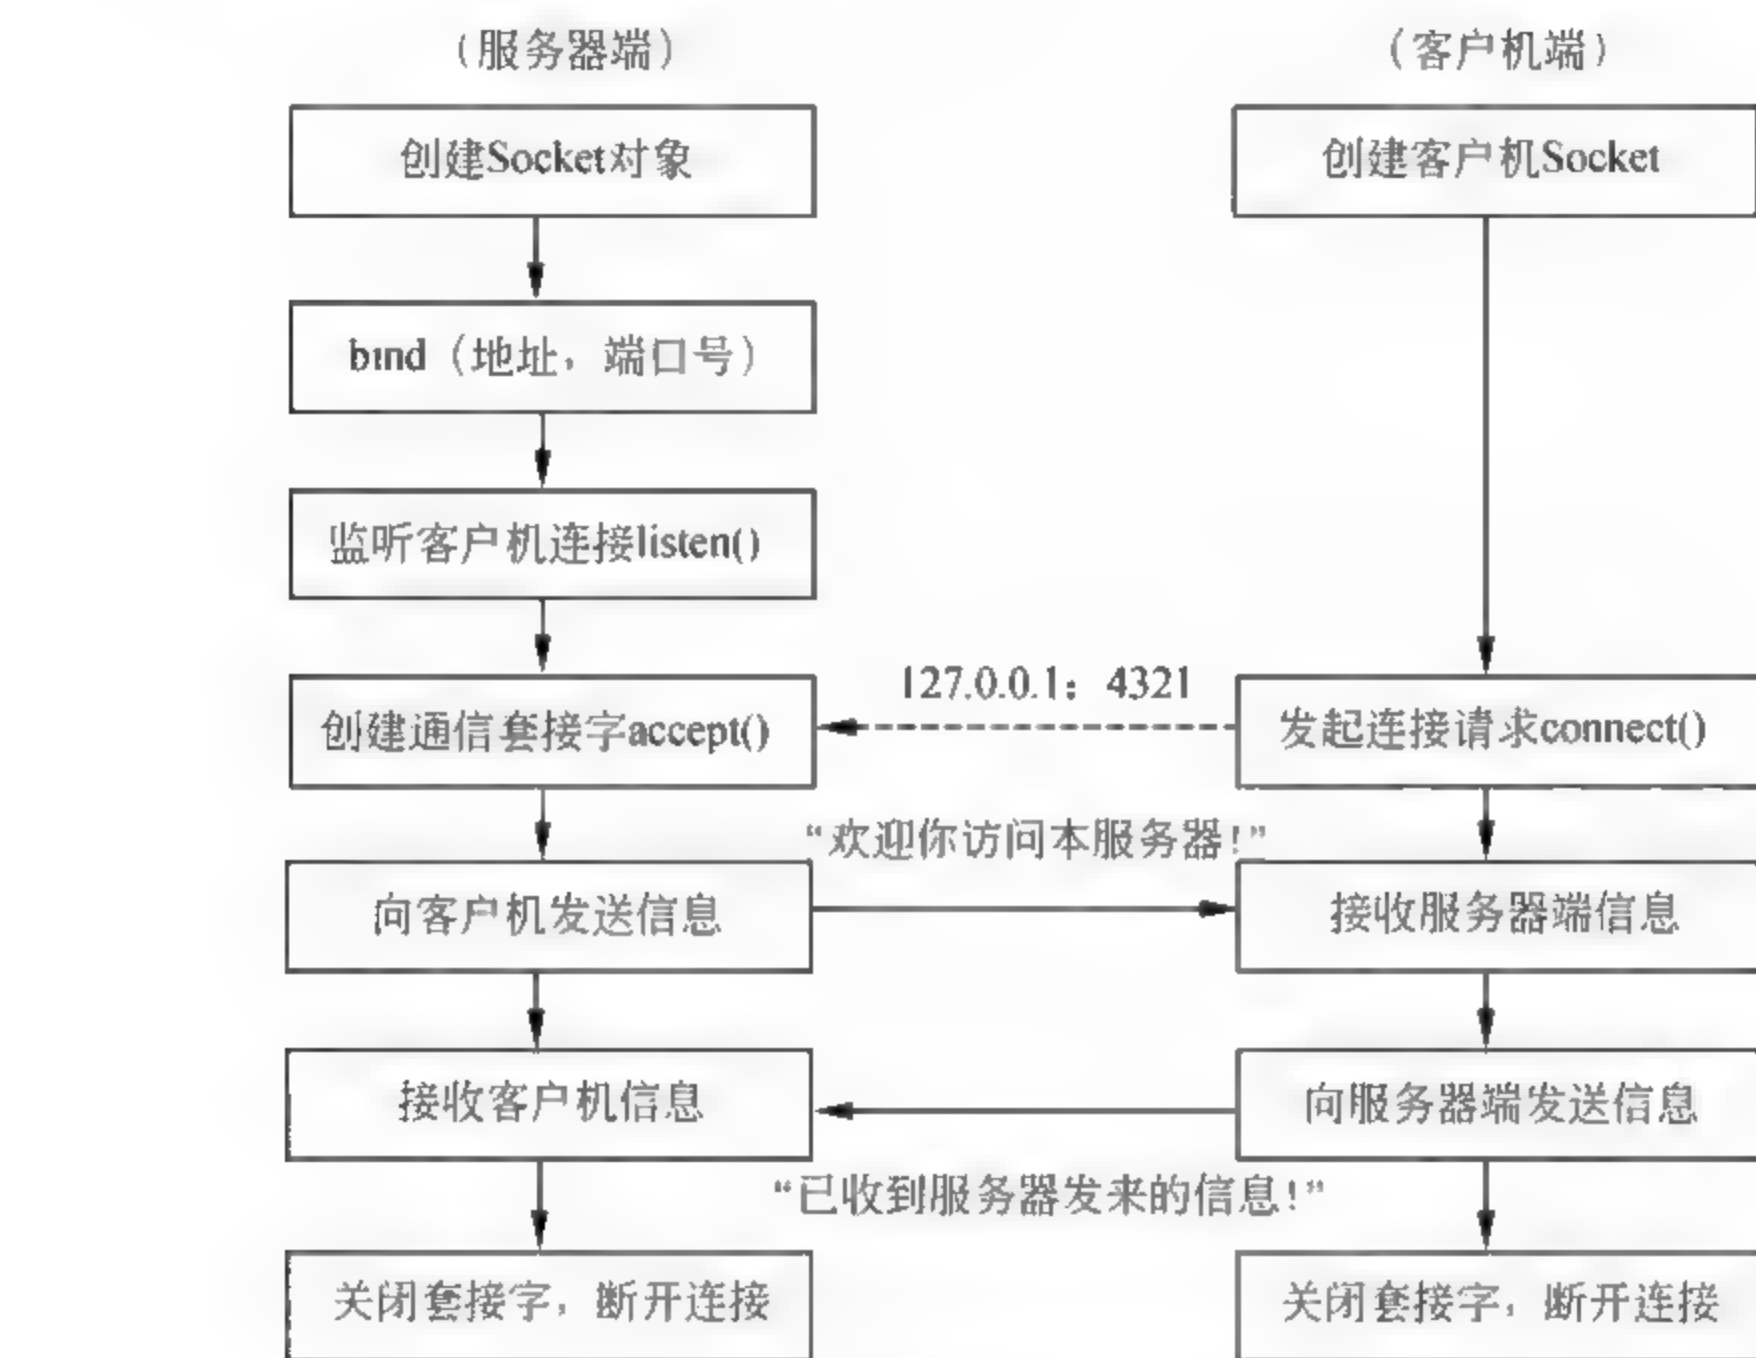 （服务器端）
（客户机端）
创建Socket对象
创建客户机Socket
bind（地址，端口号）
监听客户机连接listen()
127.0.0.1：4321
创建通信套接字accept()
发起连接请求connect()
“欢迎你访问本服务器!”
向客户机发送信息
接收服务器端信息
接收客户机信息
向服务器端发送信息
“已收到服务器发来的信息!”
关闭套接字，断开连接
关闭套接字，断开连接